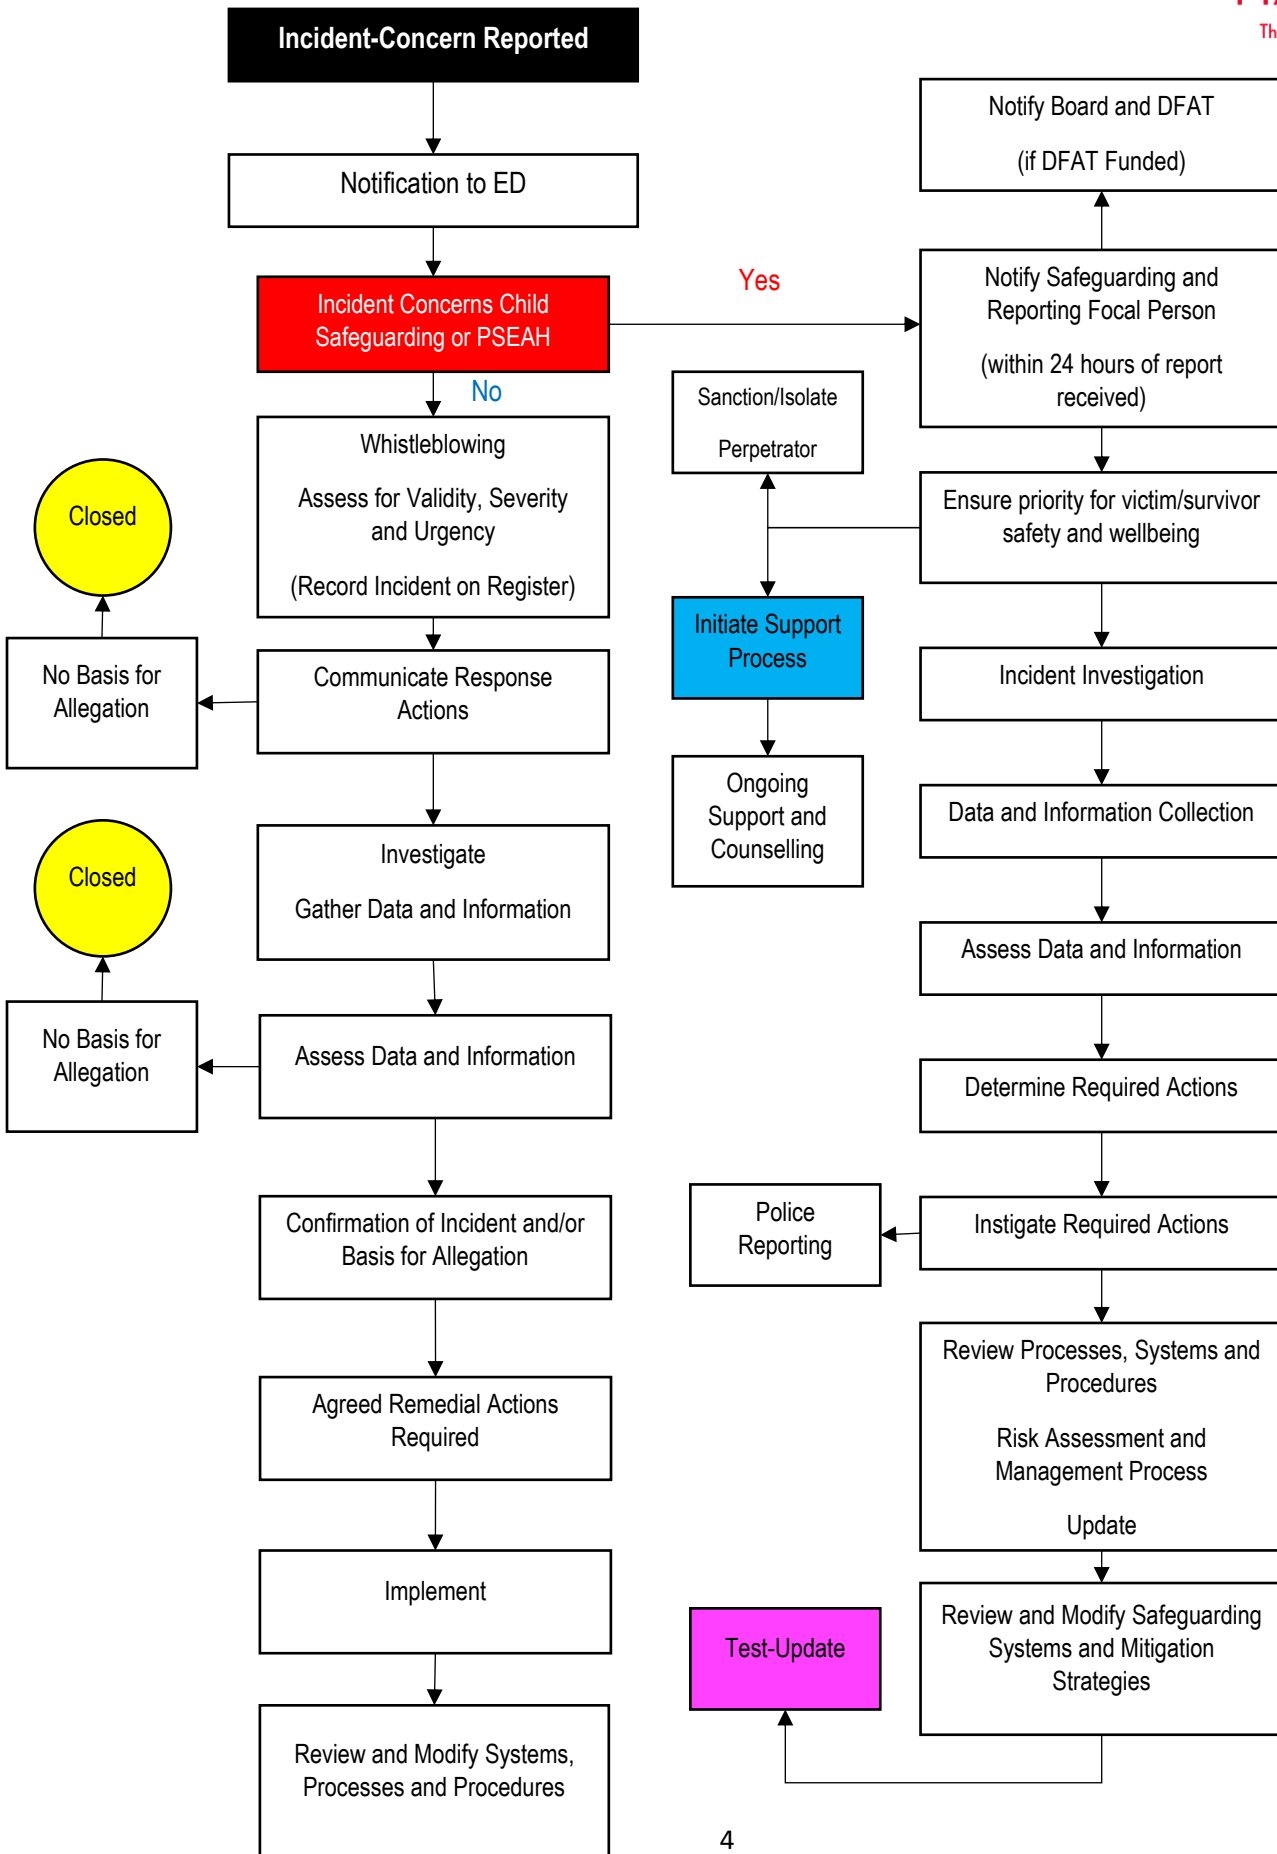 Incident-Concern Reported
Notification to ED
Incident Concerns Child
Safeguarding or PSEAH
Yes
No
Whistleblowing
Assess for Validity, Severity
and Urgency
(Record Incident on Register)
Closed
No Basis for
Allegation
Communicate Response
Actions
Investigate
Gather Data and Information
Closed
No Basis for
Allegation
Assess Data and Information
Confirmation of Incident and/or
Basis for Allegation
Agreed Remedial Actions
Required
Implement
Review and Modify Systems,
Processes and Procedures
Notify Board and DFAT
(if DFAT Funded)
Notify Safeguarding and
Reporting Focal Person
(within 24 hours of report
received)
Sanction/Isolate
Perpetrator
Ensure priority for victim/survivor
safety and wellbeing
Initiate Support
Process
Ongoing
Support and
Counselling
Incident Investigation
Data and Information Collection
Assess Data and Information
Determine Required Actions
Police
Reporting
Instigate Required Actions
Review Processes, Systems and
Procedures
Risk Assessment and
Management Process
Update
Review and Modify Safeguarding
Systems and Mitigation
Strategies
Test-Update
4